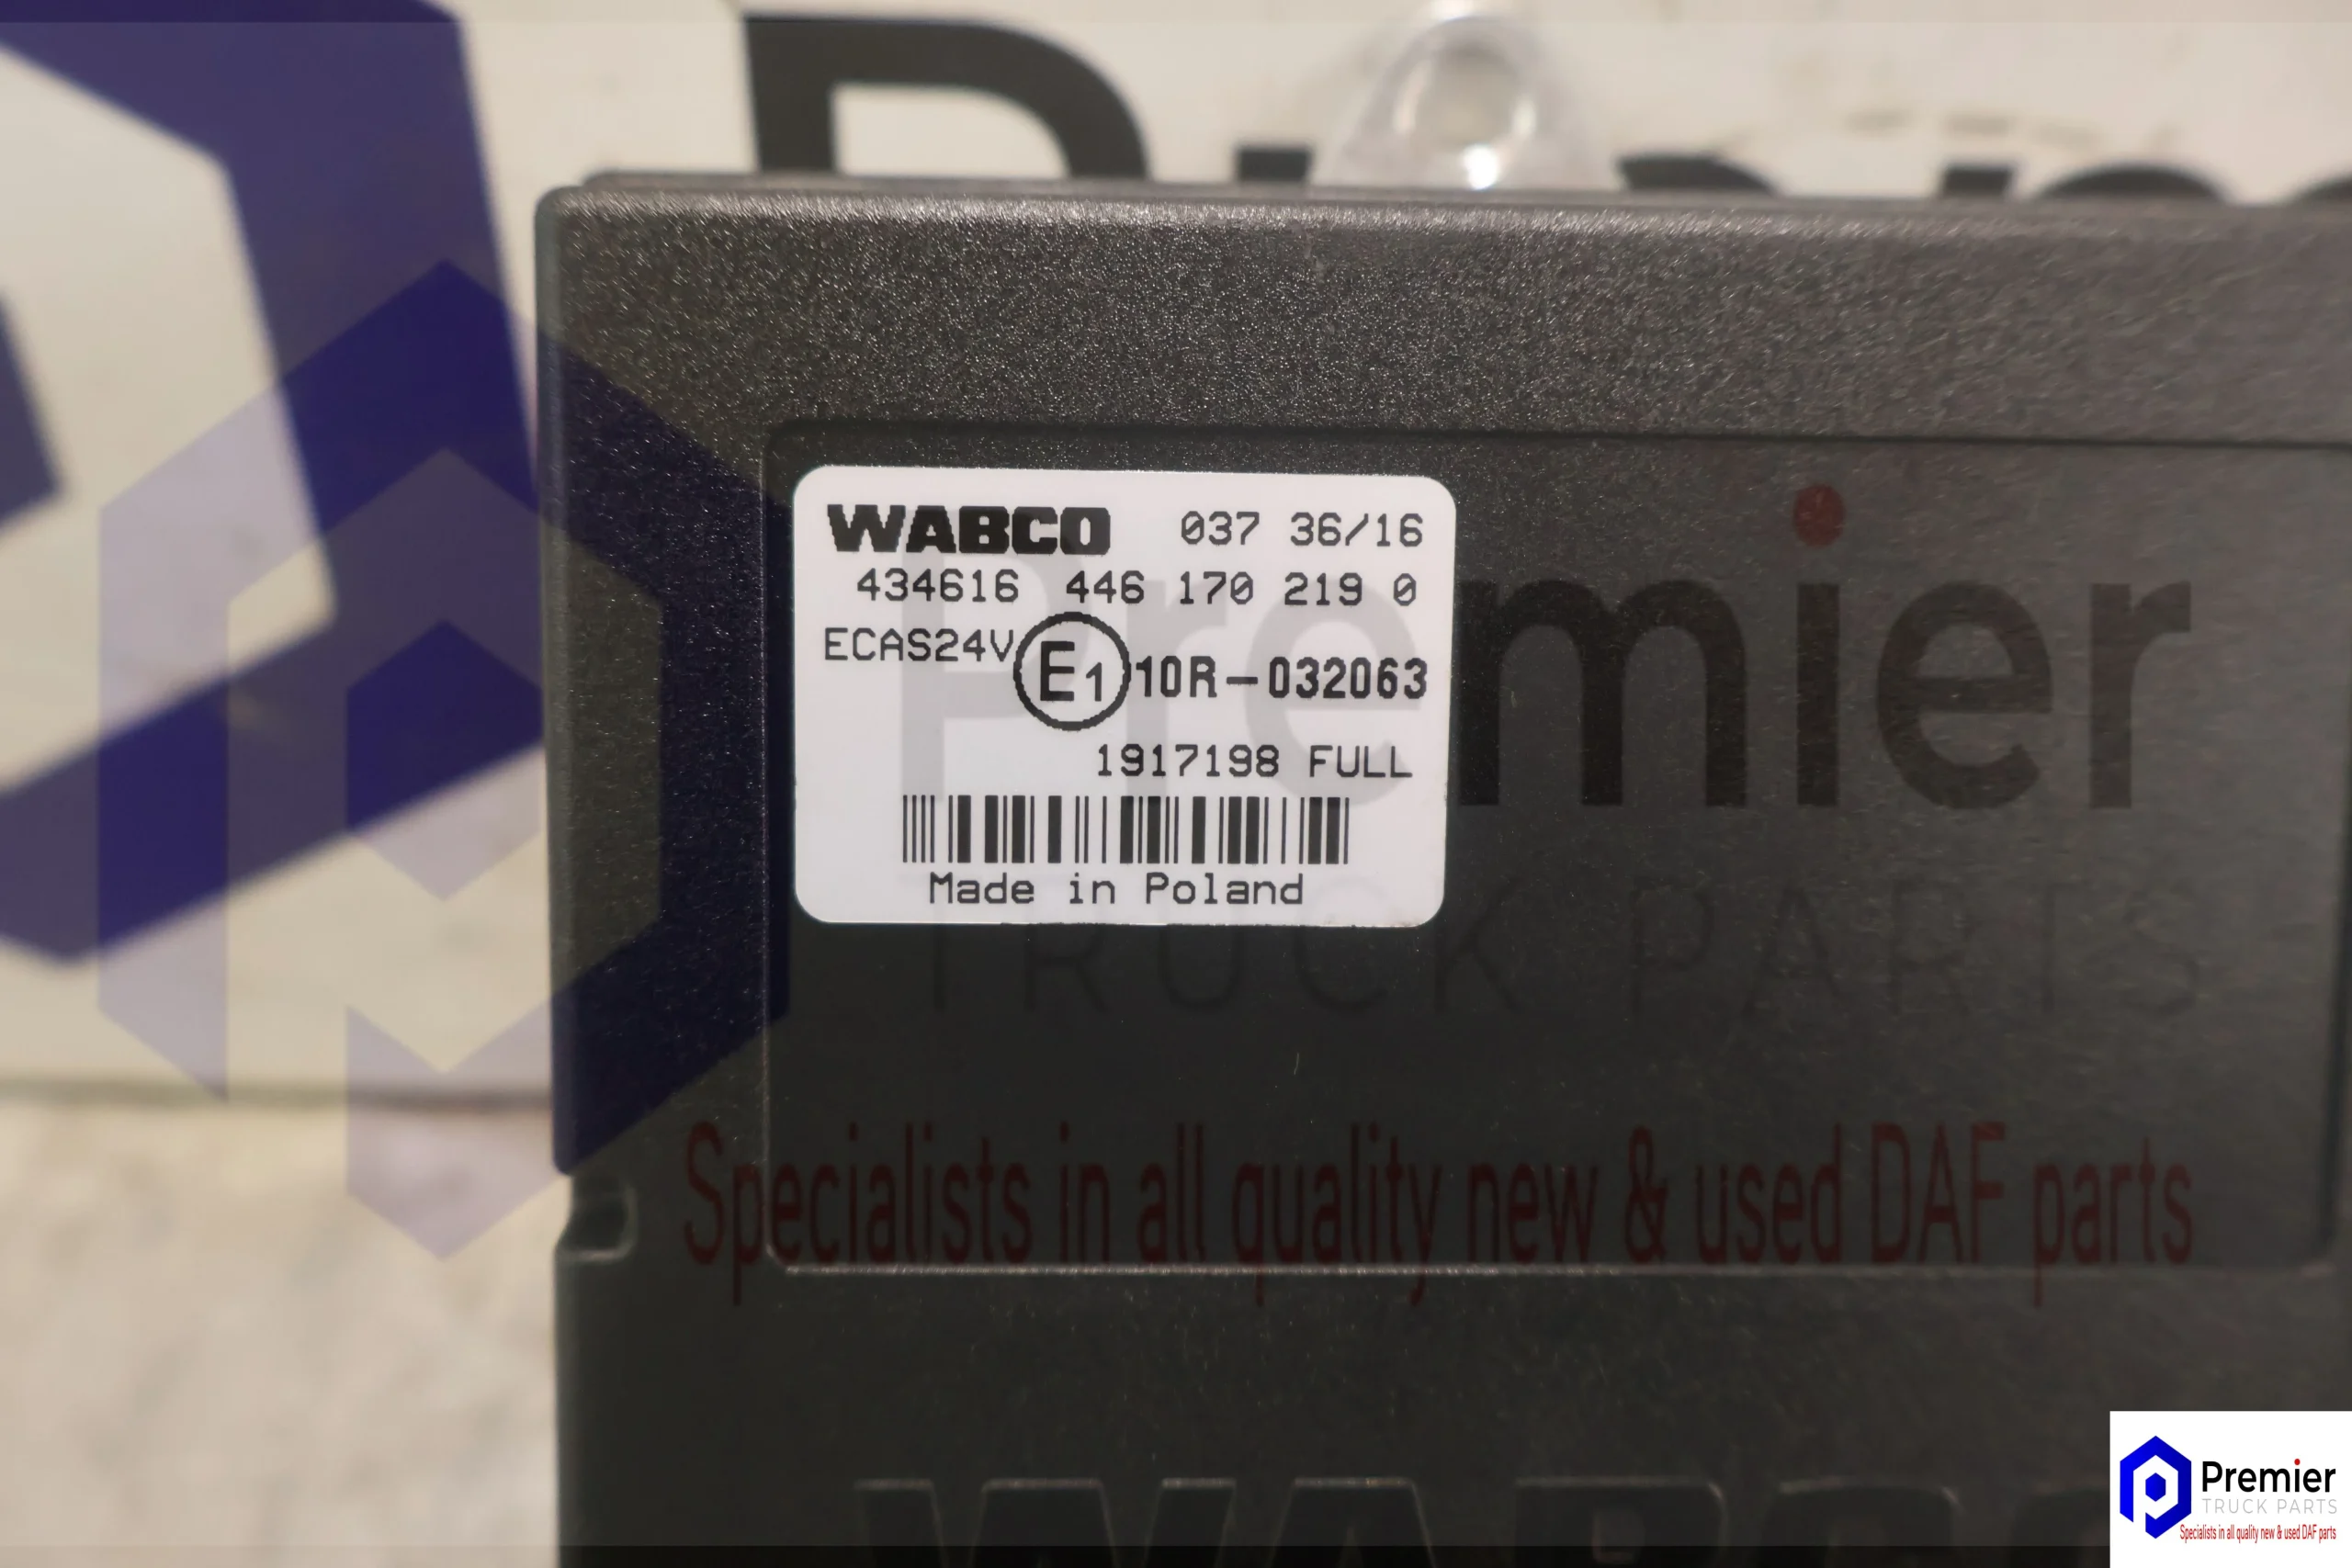 WABCO 037 36/16
434616 446 170 219 0
ECAS24V E1 10R-032063
1917198 FULL
Made in Poland
Premier
TRUCK PARTS
Specialists in all quality new & used DAF parts
Premier
TRUCK PARTS
Specialists in all quality new & used DAF parts